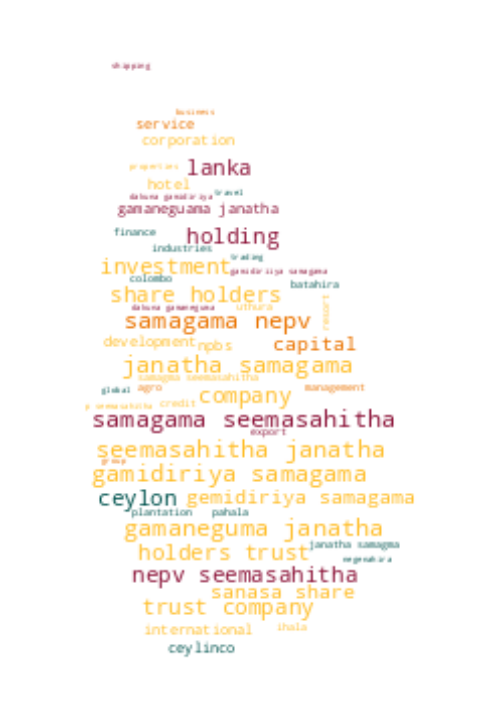 shipping
business
service
corporation
properties lanka
hotel
dakuna gamidiriya travel
gamaneguama janatha
finance holding
industries
trading
investment gamidiriiya samagama
colombo batahira
share holders resort
dakuna gamaneguma uthura
samagama nepv
development npbs capital
janatha samagama
samagma seemasahitha
global agro company management
p seemasahitha credit
samagama seemasahitha
export
seemasahitha janatha
group
gamidiriya samagama
ceylon gemidiriya samagama
plantation pahala
gamaneguma janatha
holders trust janatha samagma
negenahira
nepv seemasahitha
sanasa share
trust company
international ihala
ceylinco